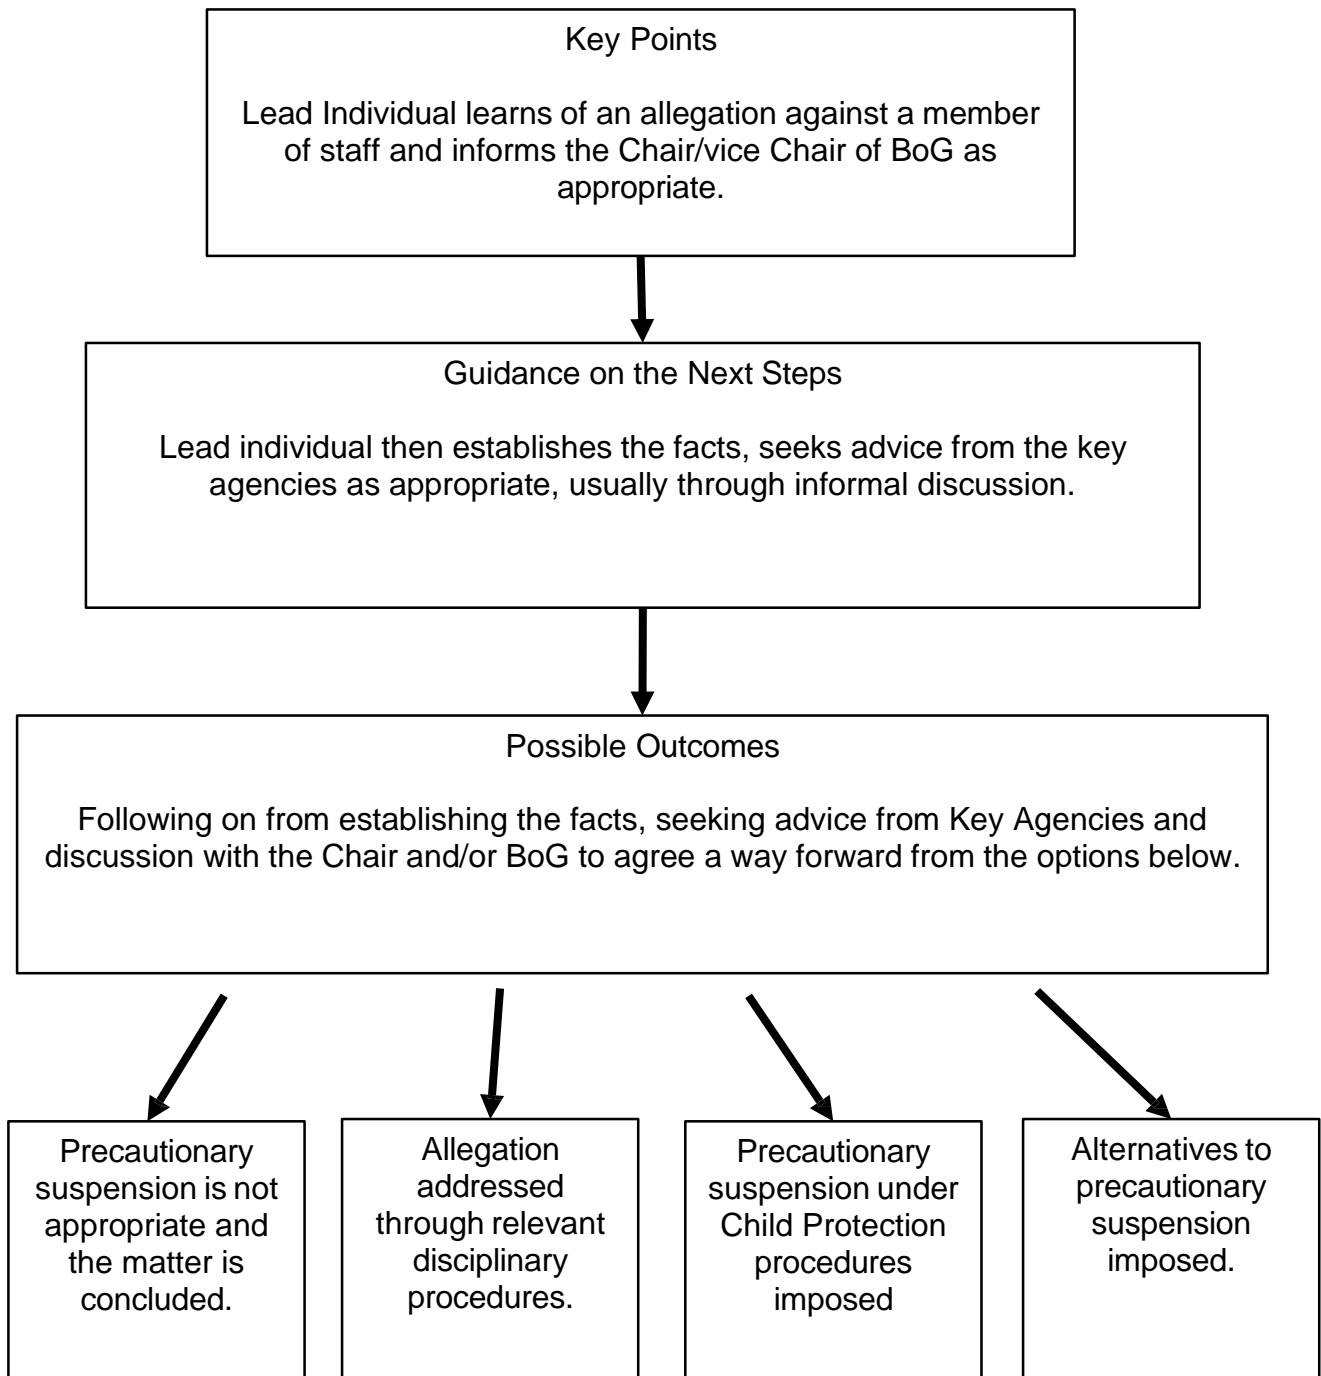 Key Points
Lead Individual learns of an allegation against a member
of staff and informs the Chair/vice Chair of BoG as
appropriate.
Guidance on the Next Steps
Lead individual then establishes the facts, seeks advice from the key
agencies as appropriate, usually through informal discussion.
Possible Outcomes
Following on from establishing the facts, seeking advice from Key Agencies and
discussion with the Chair and/or BoG to agree a way forward from the options below.
Precautionary
suspension is not
appropriate and
the matter is
concluded.
Allegation
addressed
through relevant
disciplinary
procedures.
Precautionary
suspension under
Child Protection
procedures
imposed
Alternatives to
precautionary
suspension
imposed.